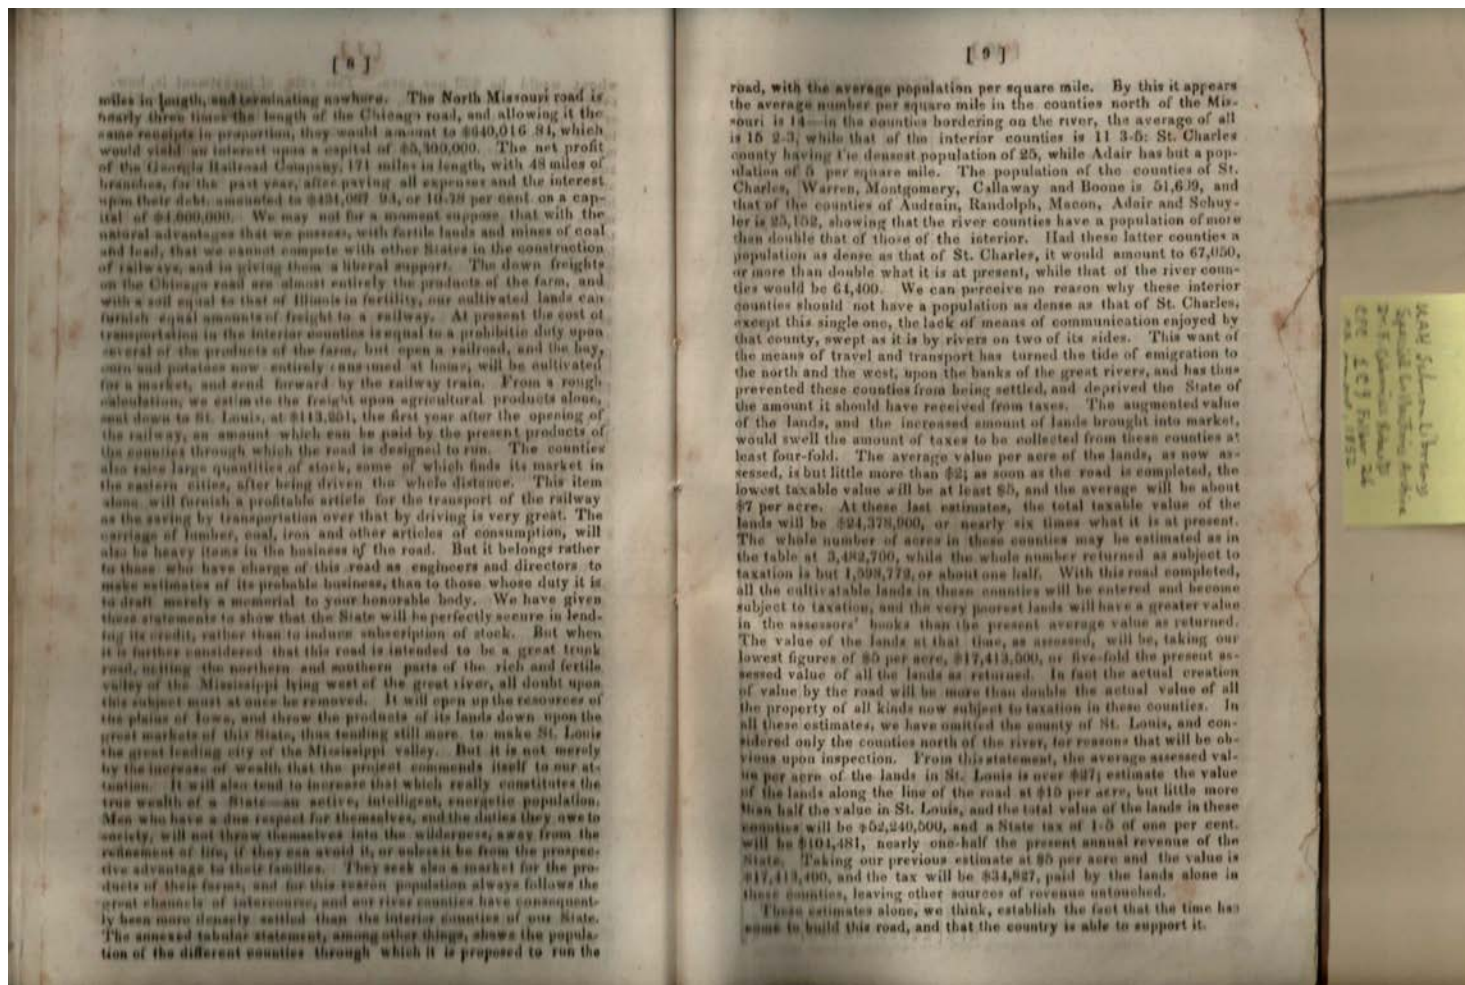 [ 8 ]
miles in length, and terminating nowhere. The North Missouri road is
nearly three times the length of the Chicago road, and allowing it the
same receipts in proportion, they would amount to $640,016 84, which
would yield an interest upon a capital of The net profit
of the Georgia Railroad Company, 171 miles in length, with 48 miles of
branches, for the past year, after paying all expenses and the interest
upon their debt, amounted to or per cent. on a cap-
ital of $4,000,000. We may not for a moment suppose that with the
natural advantages that we possess, with fertile lands and mines of coal
and lead, that we cannot compete with other States in the construction
of railways, and in giving them a liberal support. The down freights
on the Chicago road are almost entirely the products of the farm, and
with a soil equal to that of Illinois in fertility, our cultivated lands can
furnish equal amounts of freight to a railway. At present the cost of
transportation in the interior counties is equal to a prohibitic duty upon
several of the products of the farm, but open a railroad, and the hay,
corn and potatoes now entirely consumed at home, will be cultivated
for a market, and send forward by the railway train. From a rough
calculation, we estimate the freight upon agricultural products alone,
sent down to St. Louis, at $113,251, the first year after the opening of
the railway, an amount which can be paid by the present products of
the counties through which the road is designed to run. The counties
also raise large quantities of stock, some of which finds its market in
the eastern cities, after being driven the whole distance. This item
alone will furnish a profitable article for the transport of the railway
as the saving by transportation over that by driving is very great. The
carriage of lumber, coal, iron and other articles of consumption, will
also be heavy items in the business of the road. But it belongs rather
to those who have charge of this road as engineers and directors to
make estimates of its probable business, than to those whose duty it is
to draft merely a memorial to your honorable body. We have given
these statements to show that the State will be perfectly secure in lend-
ing its credit, rather than to induce subscription of stock. But when
it is further considered that this road is intended to be a great trunk
road, uniting the northern and southern parts of the rich and fertile
valley of the Mississippi lying west of the great river, all doubt upon
this subject must at once be removed. It will open up the resources of
the plains of Iowa, and throw the products of its lands down upon the
great markets of this State, thus tending still more to make St. Louis
the great leading city of the Mississippi valley. But it is not merely
by the increase of wealth that the project commends itself to our at-
tention. It will also tend to increase that which really constitutes the
true wealth of a State—an active, intelligent, energetic population.
Men who have a due respect for themselves, and the duties they owe to
society, will not throw themselves into the wilderness, away from the
refinement of life, if they can avoid it, or unless it be from the prospec-
tive advantage to their families. They seek also a market for the pro-
ducts of their farms, and for this reason population always follows the
great channels of intercourse, and our river counties have consequent-
ly been more densely settled than the interior counties of our State.
The annexed tabular statement, among other things, shows the popula-
tion of the different counties through which it is proposed to run the
[ 9 ]
road, with the average population per square mile. By this it appears
the average number per square mile in the counties north of the Mis-
souri is 14—in the counties bordering on the river, the average of all
is 15 2-3, while that of the interior counties is 11 3-5: St. Charles
county having the densest population of 25, while Adair has but a pop-
ulation of 5 per square mile. The population of the counties of St.
Charles, Warren, Montgomery, Callaway and Boone is 51,639, and
that of the counties of Audrain, Randolph, Macon, Adair and Schuy-
ler is 25,152, showing that the river counties have a population of more
than double that of those of the interior. Had these latter counties a
population as dense as that of St. Charles, it would amount to 67,050,
or more than double what it is at present, while that of the river coun-
ties would be 64,400. We can perceive no reason why these interior
counties should not have a population as dense as that of St. Charles,
except this single one, the lack of means of communication enjoyed by
that county, swept as it is by rivers on two of its sides. This want of
the means of travel and transport has turned the tide of emigration to
the north and the west, upon the banks of the great rivers, and has thus
prevented these counties from being settled, and deprived the State of
the amount it should have received from taxes. The augmented value
of the lands, and the increased amount of lands brought into market,
would swell the amount of taxes to be collected from these counties at
least four-fold. The average value per acre of the lands, as now as-
sessed, is but little more than $2; as soon as the road is completed, the
lowest taxable value will be at least $5, and the average will be about
$7 per acre. At these last estimates, the total taxable value of the
lands will be $24,378,900, or nearly six times what it is at present.
The whole number of acres in these counties may be estimated as in
the table at 3,482,700, while the whole number returned as subject to
taxation is but 1,598,779, or about one half. With this road completed,
all the cultivatable lands in these counties will be entered and become
subject to taxation, and the very poorest lands will have a greater value
in the assessors' books than the present average value as returned.
The value of the lands at that time, as assessed, will be, taking our
lowest figures of $5 per acre, $17,413,500, or five-fold the present as-
sessed value of all the lands as returned. In fact the actual creation
of value by the road will be more than double the actual value of all
the property of all kinds now subject to taxation in these counties. In
all these estimates, we have omitted the county of St. Louis, and con-
sidered only the counties north of the river, for reasons that will be ob-
vious upon inspection. From this statement, the average assessed val-
ue per acre of the lands in St. Louis is over $27; estimate the value
of the lands along the line of the road at $15 per acre, but little more
than half the value in St. Louis, and the total value of the lands in these
counties will be $52,240,500, and a State tax of 1-5 of one per cent.
will be $104,481, nearly one-half the present annual revenue of the
State. Taking our previous estimate at $5 per acre and the value is
$17,413,400, and the tax will be $34,827, paid by the lands alone in
these counties, leaving other sources of revenue untouched.
These estimates alone, we think, establish the fact that the time has
come to build this road, and that the country is able to support it.
UAH Salmon Library
Special Collections Archive
Dr. F. Roberts